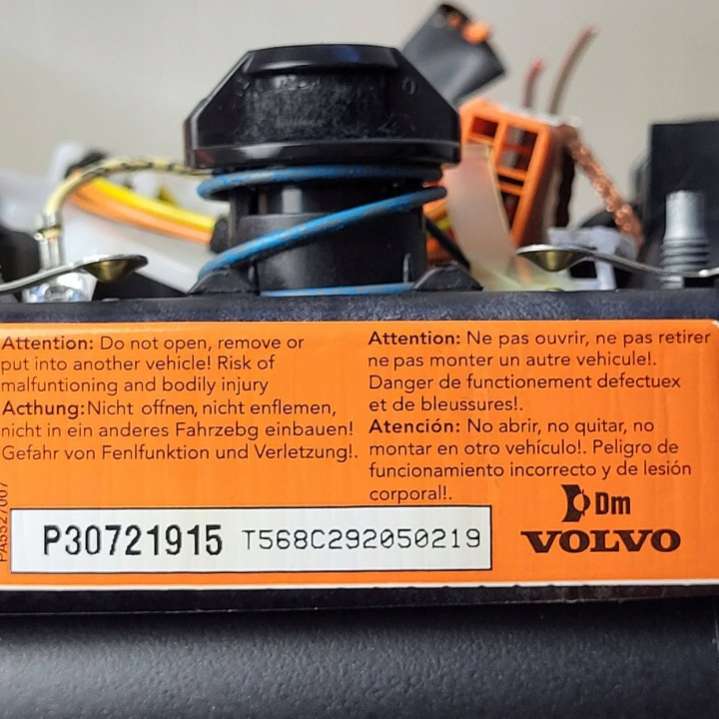 Attention: Do not open, remove or
put into another vehicle! Risk of
malfuntioning and bodily injury
Acthung: Nicht offnen, nicht enflemen,
nicht in ein anderes Fahrzebg einbauen!
Gefahr von Fenlfunktion und Verletzung!.
Attention: Ne pas ouvrir, ne pas retirer
ne pas monter un autre vehicule!.
Danger de functionement defectuex
et de bleussures!.
Atención: No abrir, no quitar, no
montar en otro vehículo!. Peligro de
funcionamiento incorrecto y de lesión
corporal!.
P30721915 T568C292050219
Dm
VOLVO